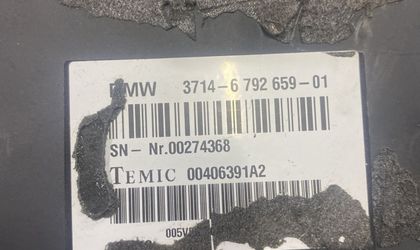 BMW 3714-6 792 659-01
SN- Nr.00274368
TEMIC 00406391A2